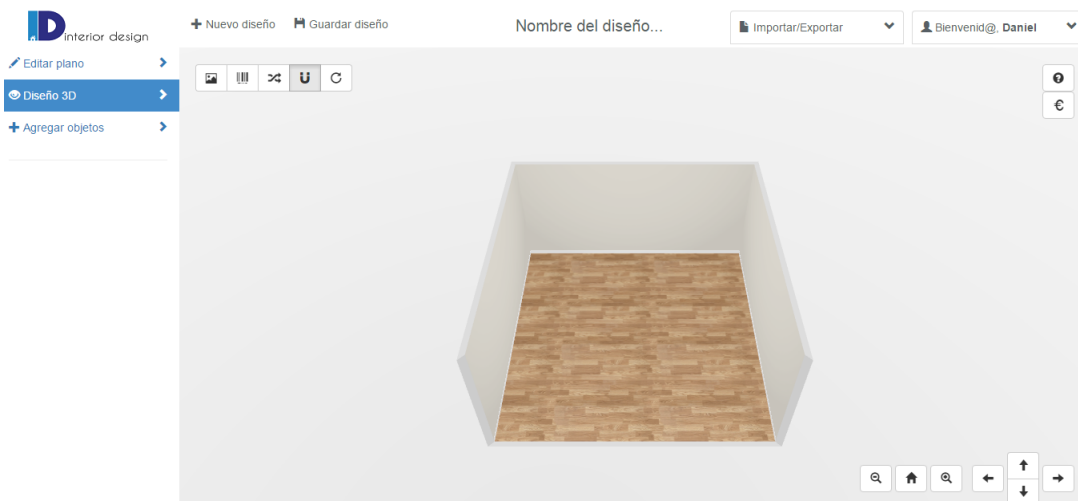 iD interior design
Nuevo diseño
Guardar diseño
Nombre del diseño...
Importar/Exportar
Bienvenid@, Daniel
Editar plano
Diseño 3D
Agregar objetos
€